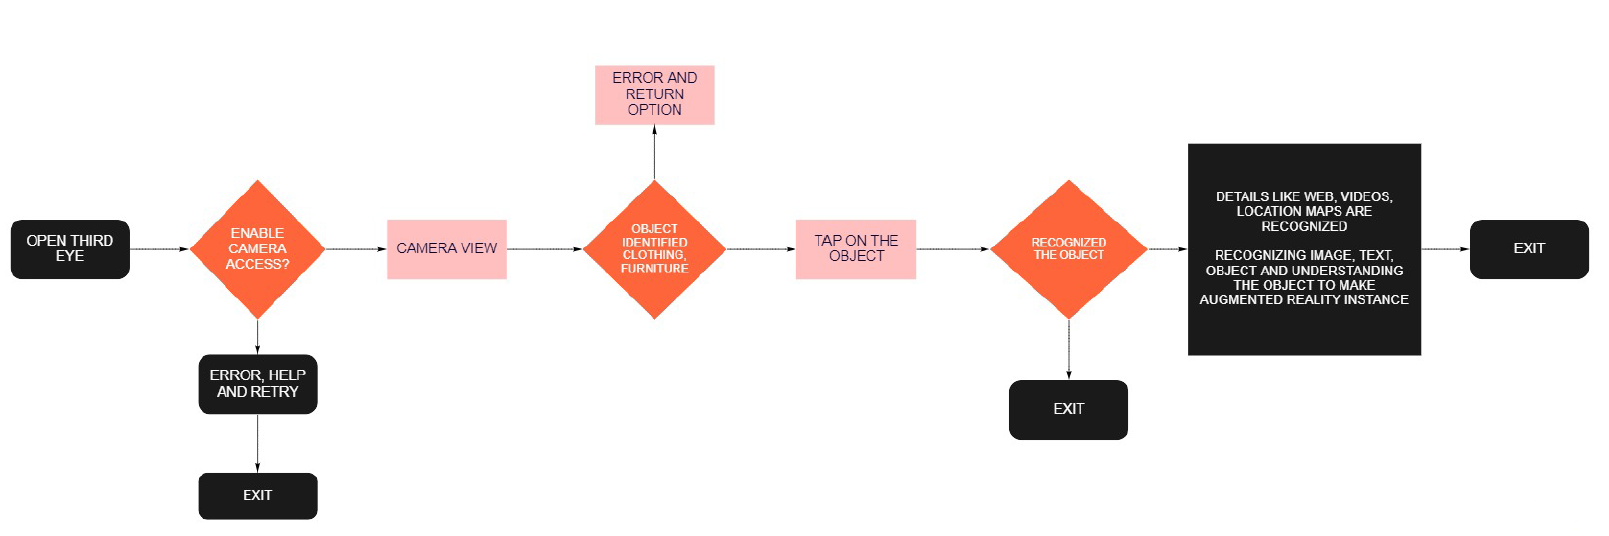 ERROR AND
RETURN
OPTION
OPEN THIRD
EYE
ENABLE
CAMERA
ACCESS?
CAMERA VIEW
OBJECT
IDENTIFIED
CLOTHING,
FURNITURE
TAP ON THE
OBJECT
RECOGNIZED
THE OBJECT
DETAILS LIKE WEB, VIDEOS,
LOCATION MAPS ARE
RECOGNIZED
RECOGNIZING IMAGE, TEXT,
OBJECT AND UNDERSTANDING
THE OBJECT TO MAKE
AUGMENTED REALITY INSTANCE
EXIT
ERROR, HELP
AND RETRY
EXIT
EXIT